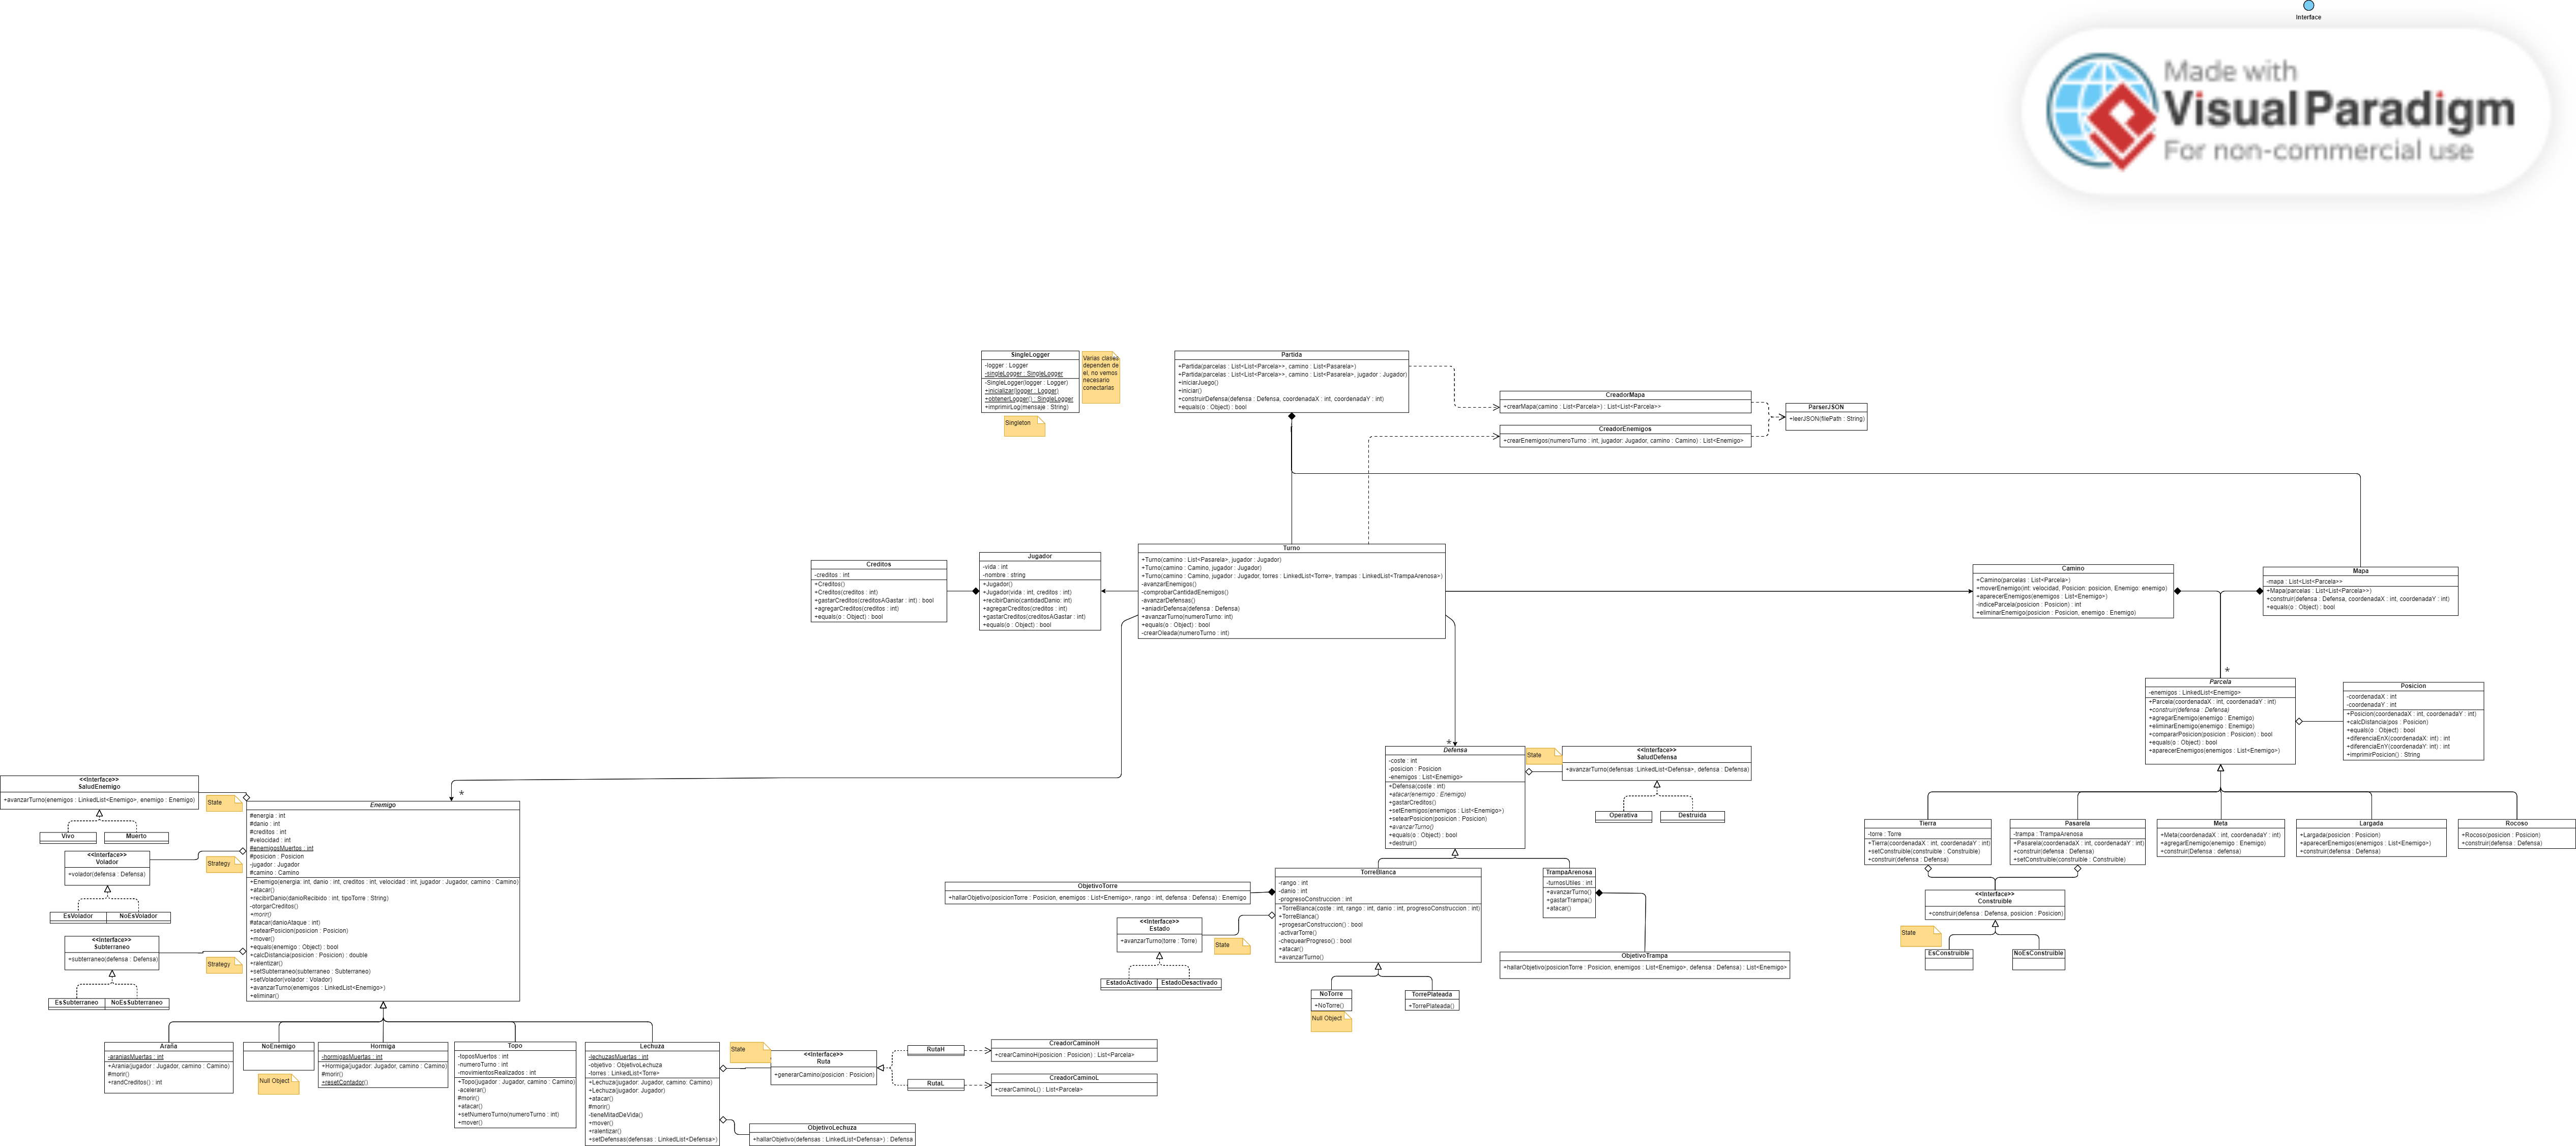 Interface
Made with
Visual Paradigm
For non-commercial use
SingleLogger
-logger : Logger
-singleLogger : SingleLogger
-SingleLogger(logger : Logger)
+inicializar(logger : Logger)
+obtenerLogger() : SingleLogger
+imprimirLog(mensaje : String)
Varias clases
dependen de
el, no vemos
necesario
conectarlas
Singleton
Partida
+Partida(parcelas : List<List<Parcela>>, camino : List<Pasarela>)
+Partida(parcelas : List<List<Parcela>>, camino : List<Pasarela>, jugador : Jugador)
+iniciarJuego()
+iniciar()
+construirDefensa(defensa : Defensa, coordenadaX : int, coordenadaY : int)
+equals(o : Object) : bool
CreadorMapa
+crearMapa(camino : List<Parcela>) : List<List<Parcela>>
CreadorEnemigos
+crearEnemigos(numeroTurno : int, jugador: Jugador, camino : Camino) : List<Enemigo>
ParserJSON
+leerJSON(filePath : String)
Creditos
-creditos : int
+Creditos()
+Creditos(creditos : int)
+gastarCreditos(creditosAGastar : int) : bool
+agregarCreditos(creditos : int)
+equals(o : Object) : bool
Jugador
-vida : int
-nombre : string
+Jugador()
+Jugador(vida : int, creditos : int)
+recibirDanio(cantidadDanio: int)
+agregarCreditos(creditos : int)
+gastarCreditos(creditosAGastar : int)
+equals(o : Object) : bool
Turno
+Turno(camino : List<Pasarela>, jugador : Jugador)
+Turno(camino : Camino, jugador : Jugador)
+Turno(camino : Camino, jugador : Jugador, torres : LinkedList<Torre>, trampas : LinkedList<TrampaArenosa>)
-avanzarEnemigos()
-comprobarCantidadEnemigos()
-avanzarDefensas()
+aniadirDefensa(defensa : Defensa)
+avanzarTurno(numeroTurno: int)
+equals(o : Object) : bool
-crearOleada(numeroTurno : int)
Camino
+Camino(parcelas : List<Parcela>)
+moverEnemigo(int: velocidad, Posicion: posicion, Enemigo: enemigo)
+aparecerEnemigos(enemigos : List<Enemigo>)
-indiceParcela(posicion : Posicion) : int
+eliminarEnemigo(posicion : Posicion, enemigo : Enemigo)
Mapa
-mapa : List<List<Parcela>>
+Mapa(parcelas : List<List<Parcela>>)
+construir(defensa : Defensa, coordenadaX : int, coordenadaY : int)
+equals(o : Object) : bool
*
Parcela
-enemigos : LinkedList<Enemigo>
+Parcela(coordenadaX : int, coordenadaY : int)
+construir(defensa : Defensa)
+agregarEnemigo(enemigo : Enemigo)
+eliminarEnemigo(enemigo : Enemigo)
+compararPosicion(posicion : Posicion) : bool
+equals(o : Object) : bool
+aparecerEnemigos(enemigos : List<Enemigo>)
Posicion
-coordenadaX : int
-coordenadaY : int
+Posicion(coordenadaX : int, coordenadaY : int)
+calcDistancia(pos : Posicion)
+equals(o : Object) : bool
+diferenciaEnX(coordenadaX: int) : int
+diferenciaEnY(coordenadaY: int) : int
+imprimirPosicion() : String
*
Defensa
-coste : int
-posicion : Posicion
-enemigos : List<Enemigo>
+Defensa(coste : int)
+atacar(enemigo : Enemigo)
+gastarCreditos()
+setEnemigos(enemigos : List<Enemigo>)
+setearPosicion(posicion : Posicion)
+avanzarTurno()
+equals(o : Object) : bool
+destruir()
State
<<Interface>>
SaludDefensa
+avanzarTurno(defensas :LinkedList<Defensa>, defensa : Defensa)
Operativa
Destruida
<<Interface>>
SaludEnemigo
+avanzarTurno(enemigos : LinkedList<Enemigo>, enemigo : Enemigo)
State
Vivo
Muerto
<<Interface>>
Volador
+volador(defensa : Defensa)
Strategy
EsVolador
NoEsVolador
<<Interface>>
Subterraneo
+subterraneo(defensa : Defensa)
Strategy
EsSubterraneo
NoEsSubterraneo
*
Enemigo
#energia : int
#danio : int
#creditos : int
#velocidad : int
#enemigosMuertos : int
#posicion : Posicion
-jugador : Jugador
#camino : Camino
+Enemigo(energia: int, danio : int, creditos : int, velocidad : int, jugador : Jugador, camino : Camino)
+atacar()
+recibirDanio(danioRecibido : int, tipoTorre : String)
-otorgarCreditos()
+morir()
#atacar(danioAtaque : int)
+setearPosicion(posicion : Posicion)
+mover()
+equals(enemigo : Object) : bool
+calcDistancia(posicion : Posicion) : double
+ralentizar()
+setSubterraneo(subterraneo : Subterraneo)
+setVolador(volador : Volador)
+avanzarTurno(enemigos : LinkedList<Enemigo>)
+eliminar()
Tierra
-torre : Torre
+Tierra(coordenadaX : int, coordenadaY : int)
+setConstruible(construible : Construible)
+construir(defensa : Defensa)
Pasarela
-trampa : TrampaArenosa
+Pasarela(coordenadaX : int, coordenadaY : int)
+construir(defensa : Defensa)
+setConstruible(construible : Construible)
Meta
+Meta(coordenadaX : int, coordenadaY : int)
+agregarEnemigo(enemigo : Enemigo)
+construir(Defensa : defensa)
Largada
+Largada(posicion : Posicion)
+aparecerEnemigos(enemigos : List<Enemigo>)
+construir(defensa : Defensa)
Rocoso
+Rocoso(posicion : Posicion)
+construir(defensa : Defensa)
<<Interface>>
Construible
+construir(defensa : Defensa, posicion : Posicion)
State
EsConstruible
NoEsConstruible
ObjetivoTorre
+hallarObjetivo(posicionTorre : Posicion, enemigos : List<Enemigo>, rango : int, defensa : Defensa) : Enemigo
TorreBlanca
-rango : int
-danio : int
-progresoConstruccion : int
+TorreBlanca(coste : int, rango : int, danio : int, progresoConstruccion : int)
+TorreBlanca()
+progesarConstruccion() : bool
-activarTorre()
-chequearProgreso() : bool
+atacar()
+avanzarTurno()
TrampaArenosa
-turnosUtiles : int
+avanzarTurno()
+gastarTrampa()
+atacar()
<<Interface>>
Estado
+avanzarTurno(torre : Torre)
State
EstadoActivado
EstadoDesactivado
ObjetivoTrampa
+hallarObjetivo(posicionTorre : Posicion, enemigos : List<Enemigo>, defensa : Defensa) : List<Enemigo>
NoTorre
+NoTorre()
Null Object
TorrePlateada
+TorrePlateada()
Araña
-araniasMuertas : int
+Arania(jugador : Jugador, camino : Camino)
#morir()
+randCreditos() : int
NoEnemigo
Null Object
Hormiga
-hormigasMuertas : int
+Hormiga(jugador: Jugador, camino : Camino)
#morir()
+resetContador()
Topo
-toposMuertos : int
-numeroTurno : int
-movimientosRealizados : int
+Topo(jugador : Jugador, camino : Camino)
-acelerar()
#morir()
+atacar()
+setNumeroTurno(numeroTurno : int)
+mover()
Lechuza
-lechuzasMuertas : int
-objetivo : ObjetivoLechuza
-torres : LinkedList<Torre>
+Lechuza(jugador: Jugador, camino: Camino)
+Lechuza(jugador: Jugador)
+atacar()
#morir()
-tieneMitadDeVida()
+mover()
+ralentizar()
+setDefensas(defensas : LinkedList<Defensa>)
State
<<Interface>>
Ruta
+generarCamino(posicion : Posicion)
RutaH
RutaL
CreadorCaminoH
+crearCaminoH(posicion : Posicion) : List<Parcela>
CreadorCaminoL
+crearCaminoL() : List<Parcela>
ObjetivoLechuza
+hallarObjetivo(defensas : LinkedList<Defensa>) : Defensa